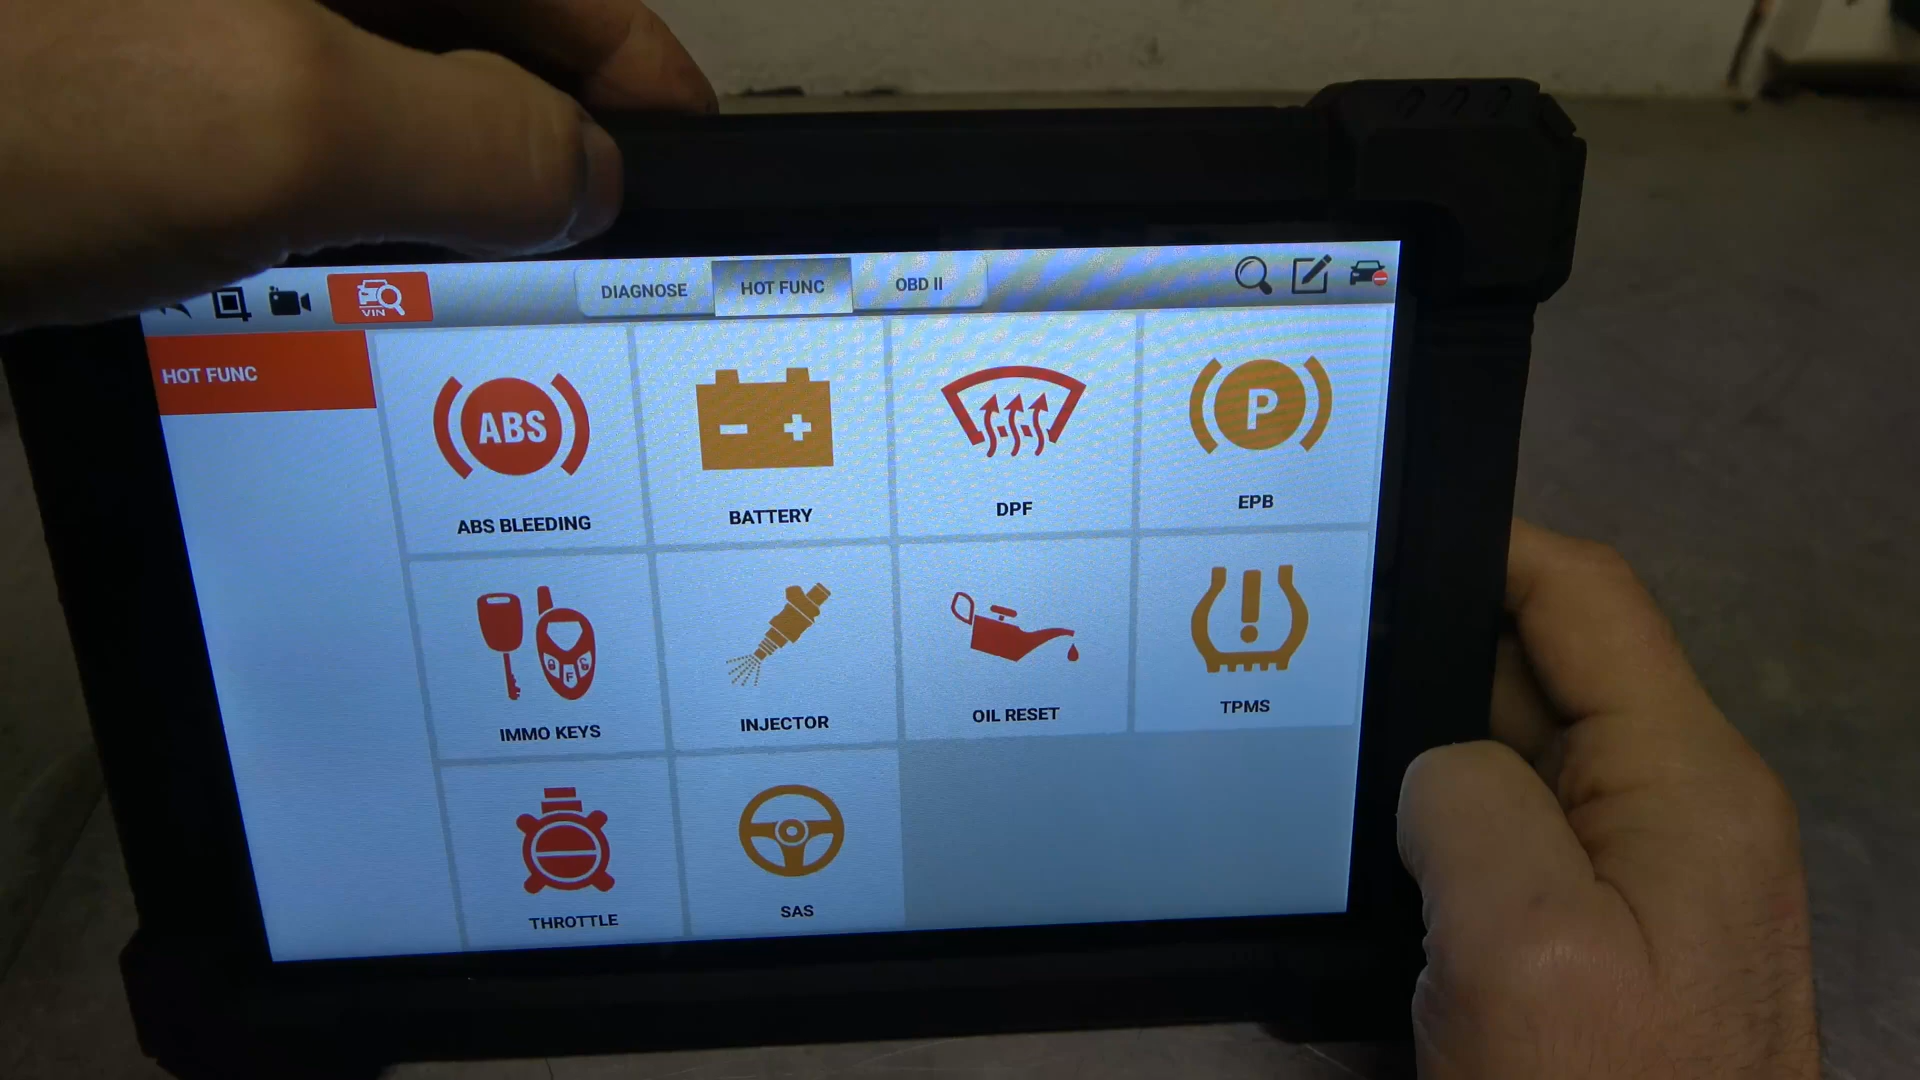 VIN
DIAGNOSE
HOT FUNC
OBD II
HOT FUNC
ABS
P
ABS BLEEDING
BATTERY
DPF
EPB
F
IMMO KEYS
INJECTOR
OIL RESET
TPMS
THROTTLE
SAS